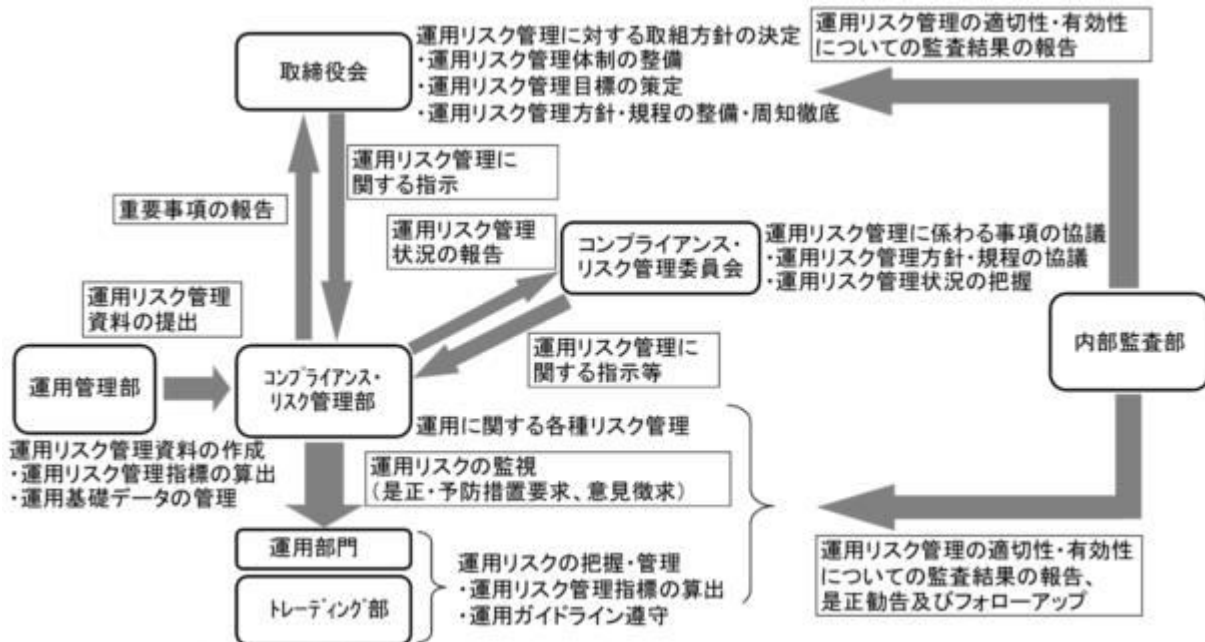 取締役会
運用リスク管理に対する取組方針の決定
・運用リスク管理体制の整備
・運用リスク管理目標の策定
・運用リスク管理方針・規程の整備・周知徹底
運用リスク管理の適切性・有効性
についての監査結果の報告
運用リスク管理に
関する指示
重要事項の報告
運用リスク管理
状況の報告
コンプライアンス・
リスク管理委員会
運用リスク管理に係わる事項の協議
・運用リスク管理方針・規程の協議
・運用リスク管理状況の把握
運用リスク管理
資料の提出
運用リスク管理に
関する指示等
内部監査部
運用管理部
コンプライアンス・
リスク管理部
運用に関する各種リスク管理
運用リスク管理資料の作成
・運用リスク管理指標の算出
・運用基礎データの管理
運用リスクの監視
(是正・予防措置要求、意見徴求)
運用部門
トレーディング部
運用リスクの把握・管理
・運用リスク管理指標の算出
・運用ガイドライン遵守
運用リスク管理の適切性・有効性
についての監査結果の報告、
是正勧告及びフォローアップ